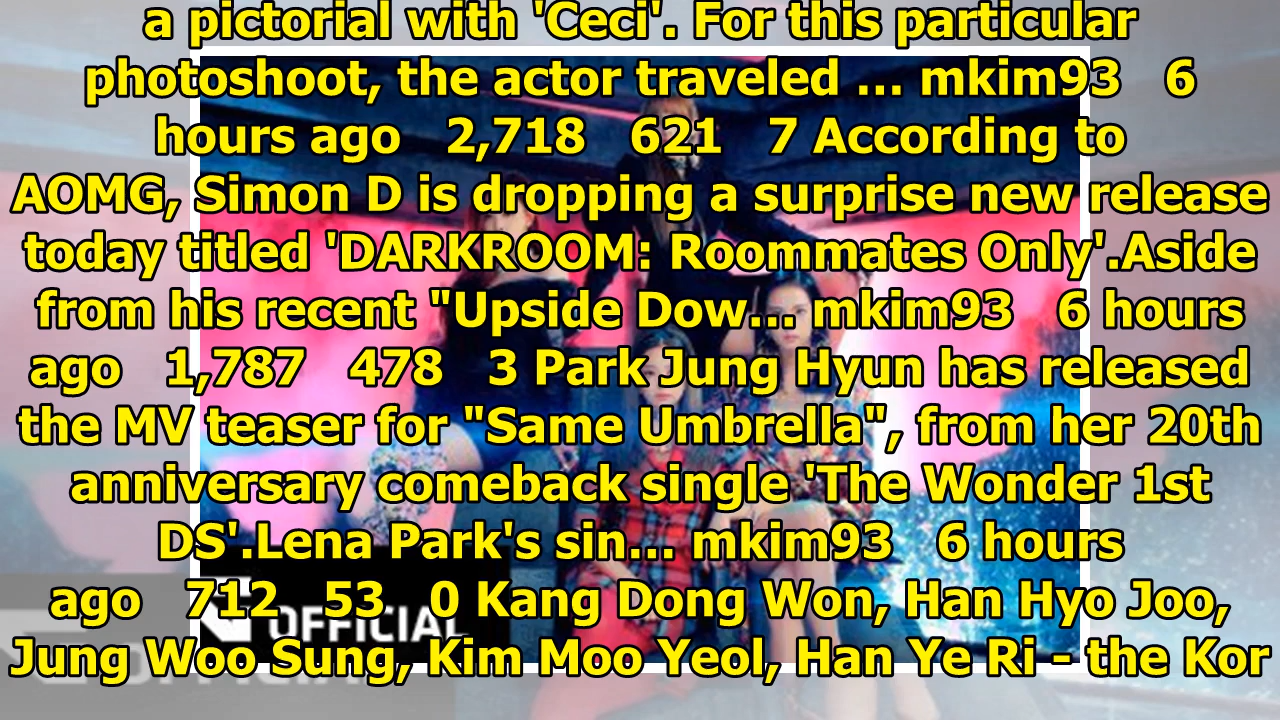 a pictorial with 'Ceci'. For this particular
photoshoot, the actor traveled ... mkim93 6
hours ago 2,718 621 7 According to
AOMG, Simon D is dropping a surprise new release
today titled 'DARKROOM: Roommates Only'.Aside
from his recent "Upside Dow... mkim93 6 hours
ago 1,787 478 3 Park Jung Hyun has released
the MV teaser for "Same Umbrella", from her 20th
anniversary comeback single 'The Wonder 1st
DS'.Lena Park's sin... mkim93 6 hours
ago 712 53 0 Kang Dong Won, Han Hyo Joo,
OFFICIAL
Jung Woo Sung, Kim Moo Yeol, Han Ye Ri - the Kor